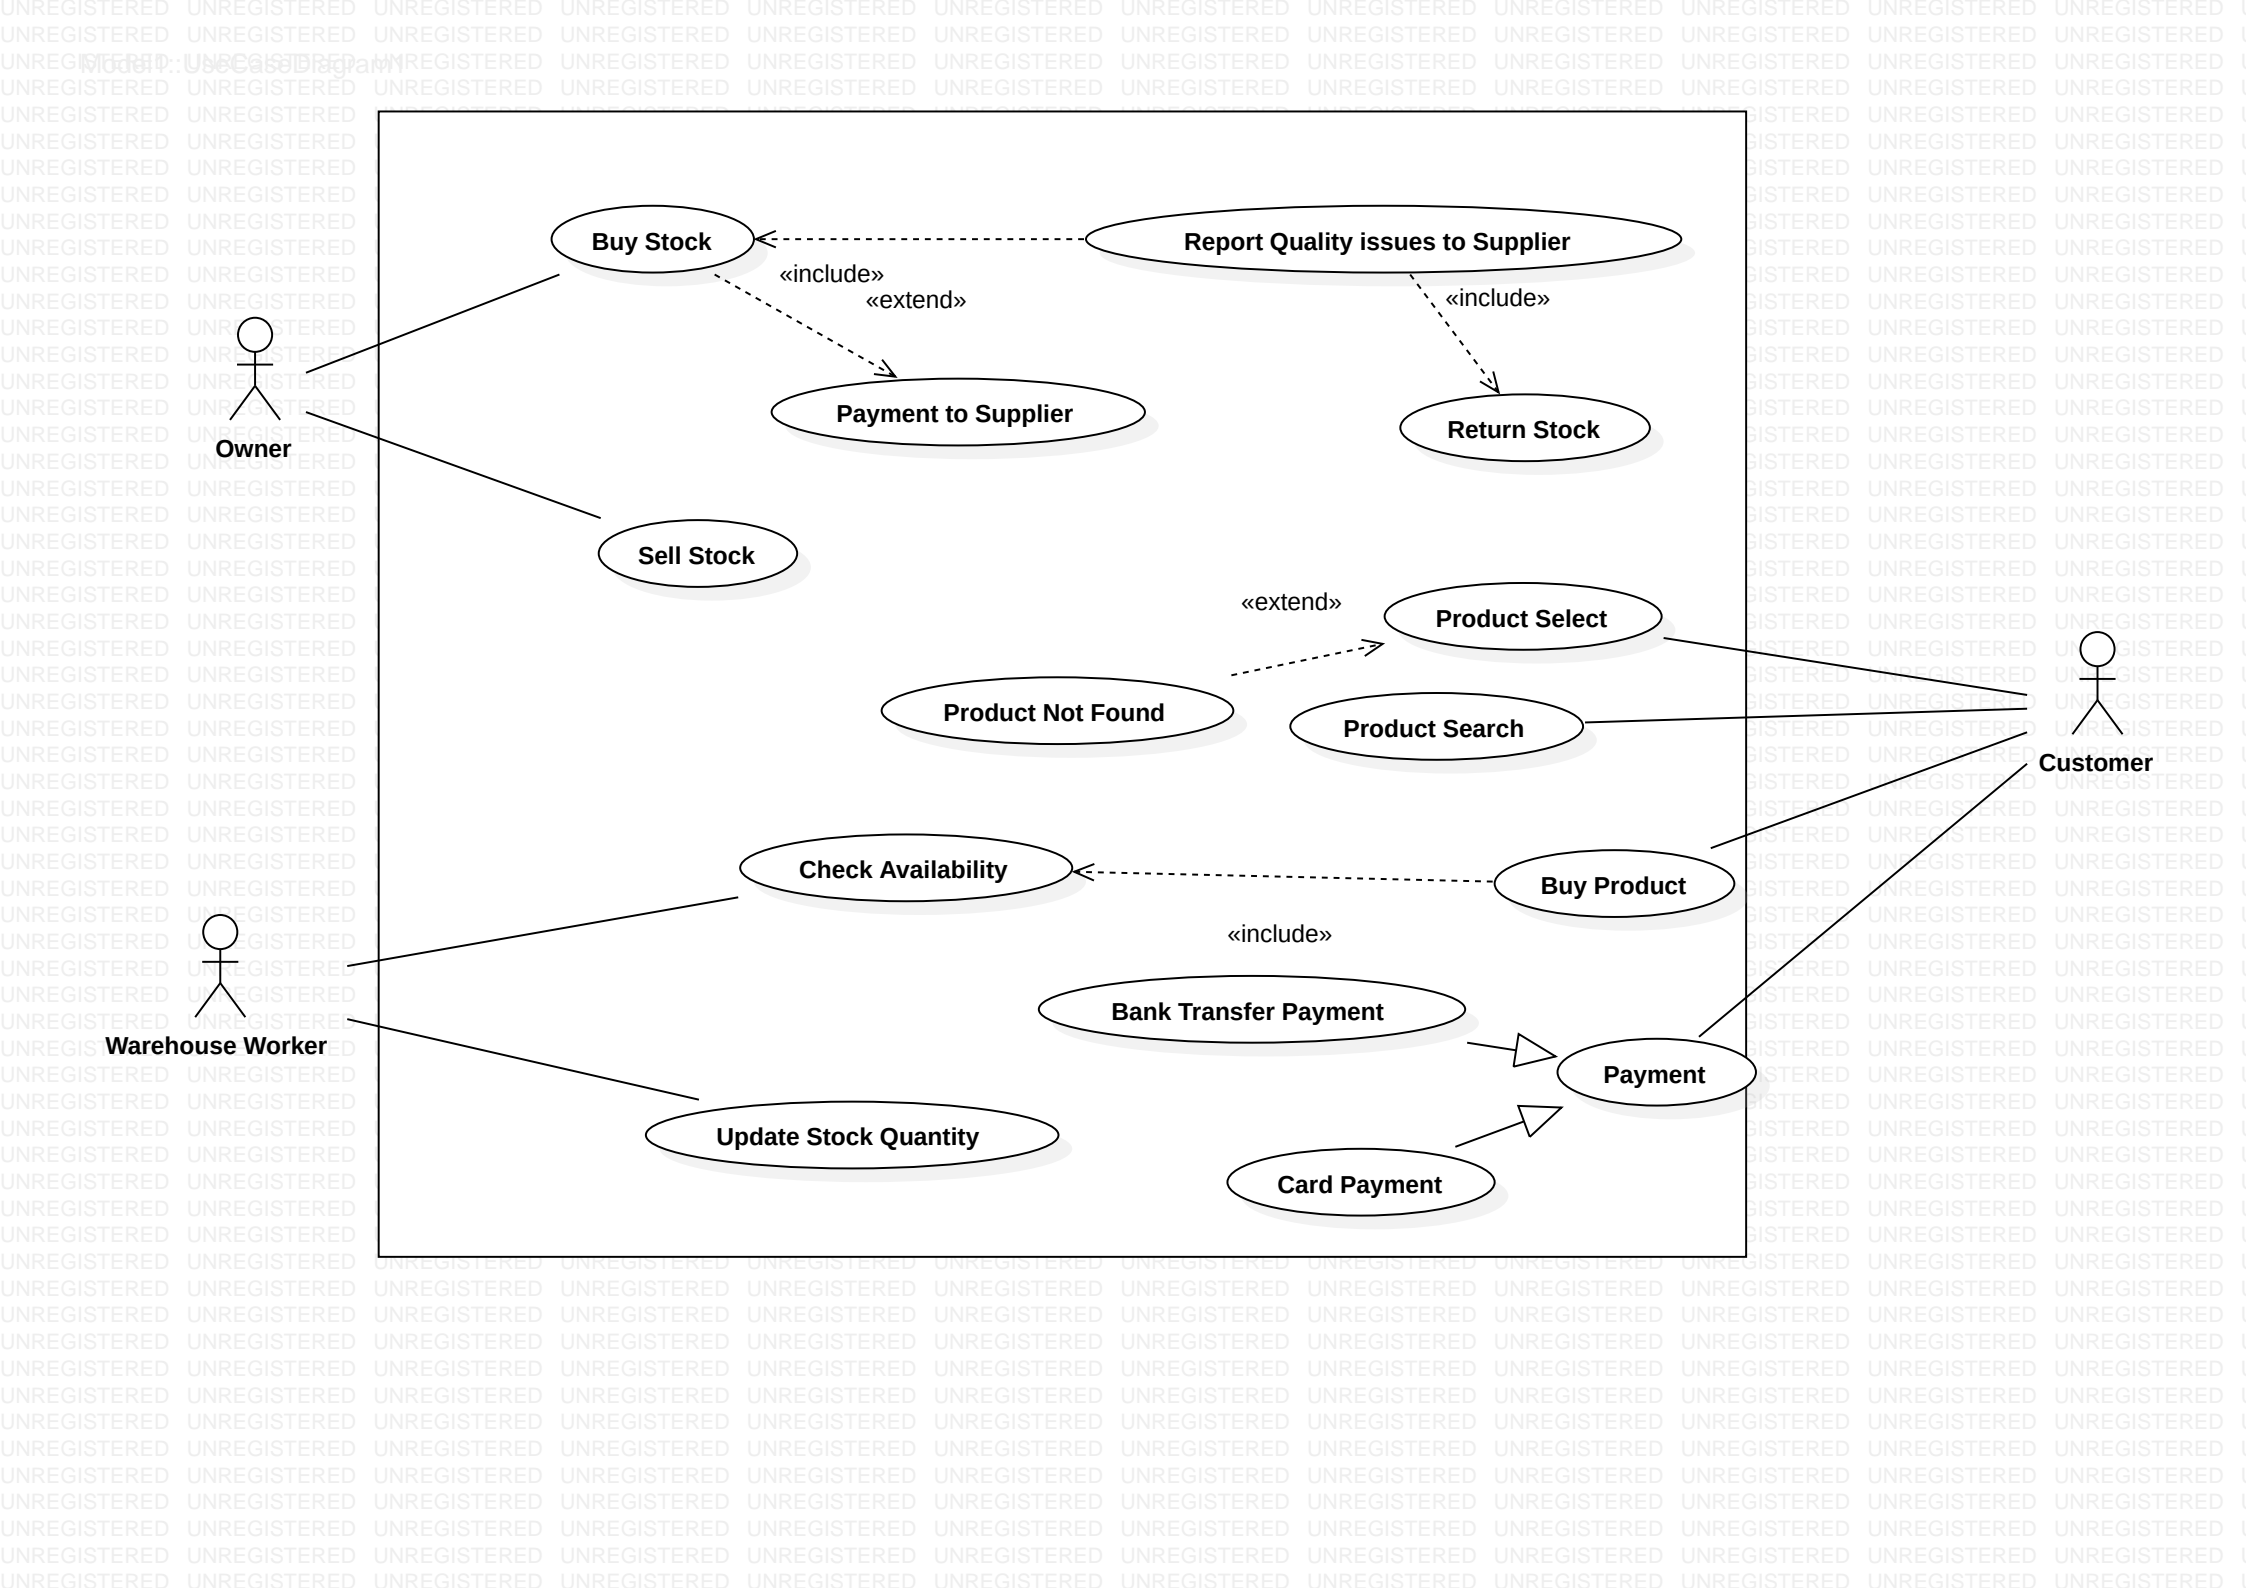 Model1::UseCaseDiagram1
Buy Stock
Report Quality issues to Supplier
«include»
«extend»
«include»
Payment to Supplier
Return Stock
Owner
Sell Stock
«extend»
Product Select
Product Not Found
Product Search
Customer
Check Availability
Buy Product
«include»
Bank Transfer Payment
Warehouse Worker
Payment
Update Stock Quantity
Card Payment
UNREGISTERED